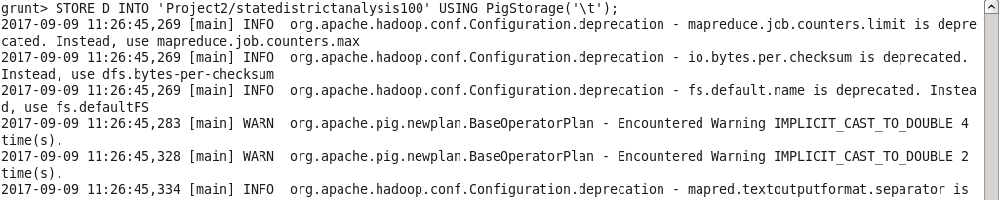 grunt> STORE D INTO 'Project2/statedistrictanalysis100' USING PigStorage('\t');
2017-09-09 11:26:45,269 [main] INFO  org.apache.hadoop.conf.Configuration.deprecation - mapreduce.job.counters.limit is depre
cated. Instead, use mapreduce.job.counters.max
2017-09-09 11:26:45,269 [main] INFO  org.apache.hadoop.conf.Configuration.deprecation - io.bytes.per.checksum is deprecated.
Instead, use dfs.bytes-per-checksum
2017-09-09 11:26:45,269 [main] INFO  org.apache.hadoop.conf.Configuration.deprecation - fs.default.name is deprecated. Instea
d, use fs.defaultFS
2017-09-09 11:26:45,283 [main] WARN  org.apache.pig.newplan.BaseOperatorPlan - Encountered Warning IMPLICIT_CAST_TO_DOUBLE 4
time(s).
2017-09-09 11:26:45,328 [main] WARN  org.apache.pig.newplan.BaseOperatorPlan - Encountered Warning IMPLICIT_CAST_TO_DOUBLE 2
time(s).
2017-09-09 11:26:45,334 [main] INFO  org.apache.hadoop.conf.Configuration.deprecation - mapred.textoutputformat.separator is